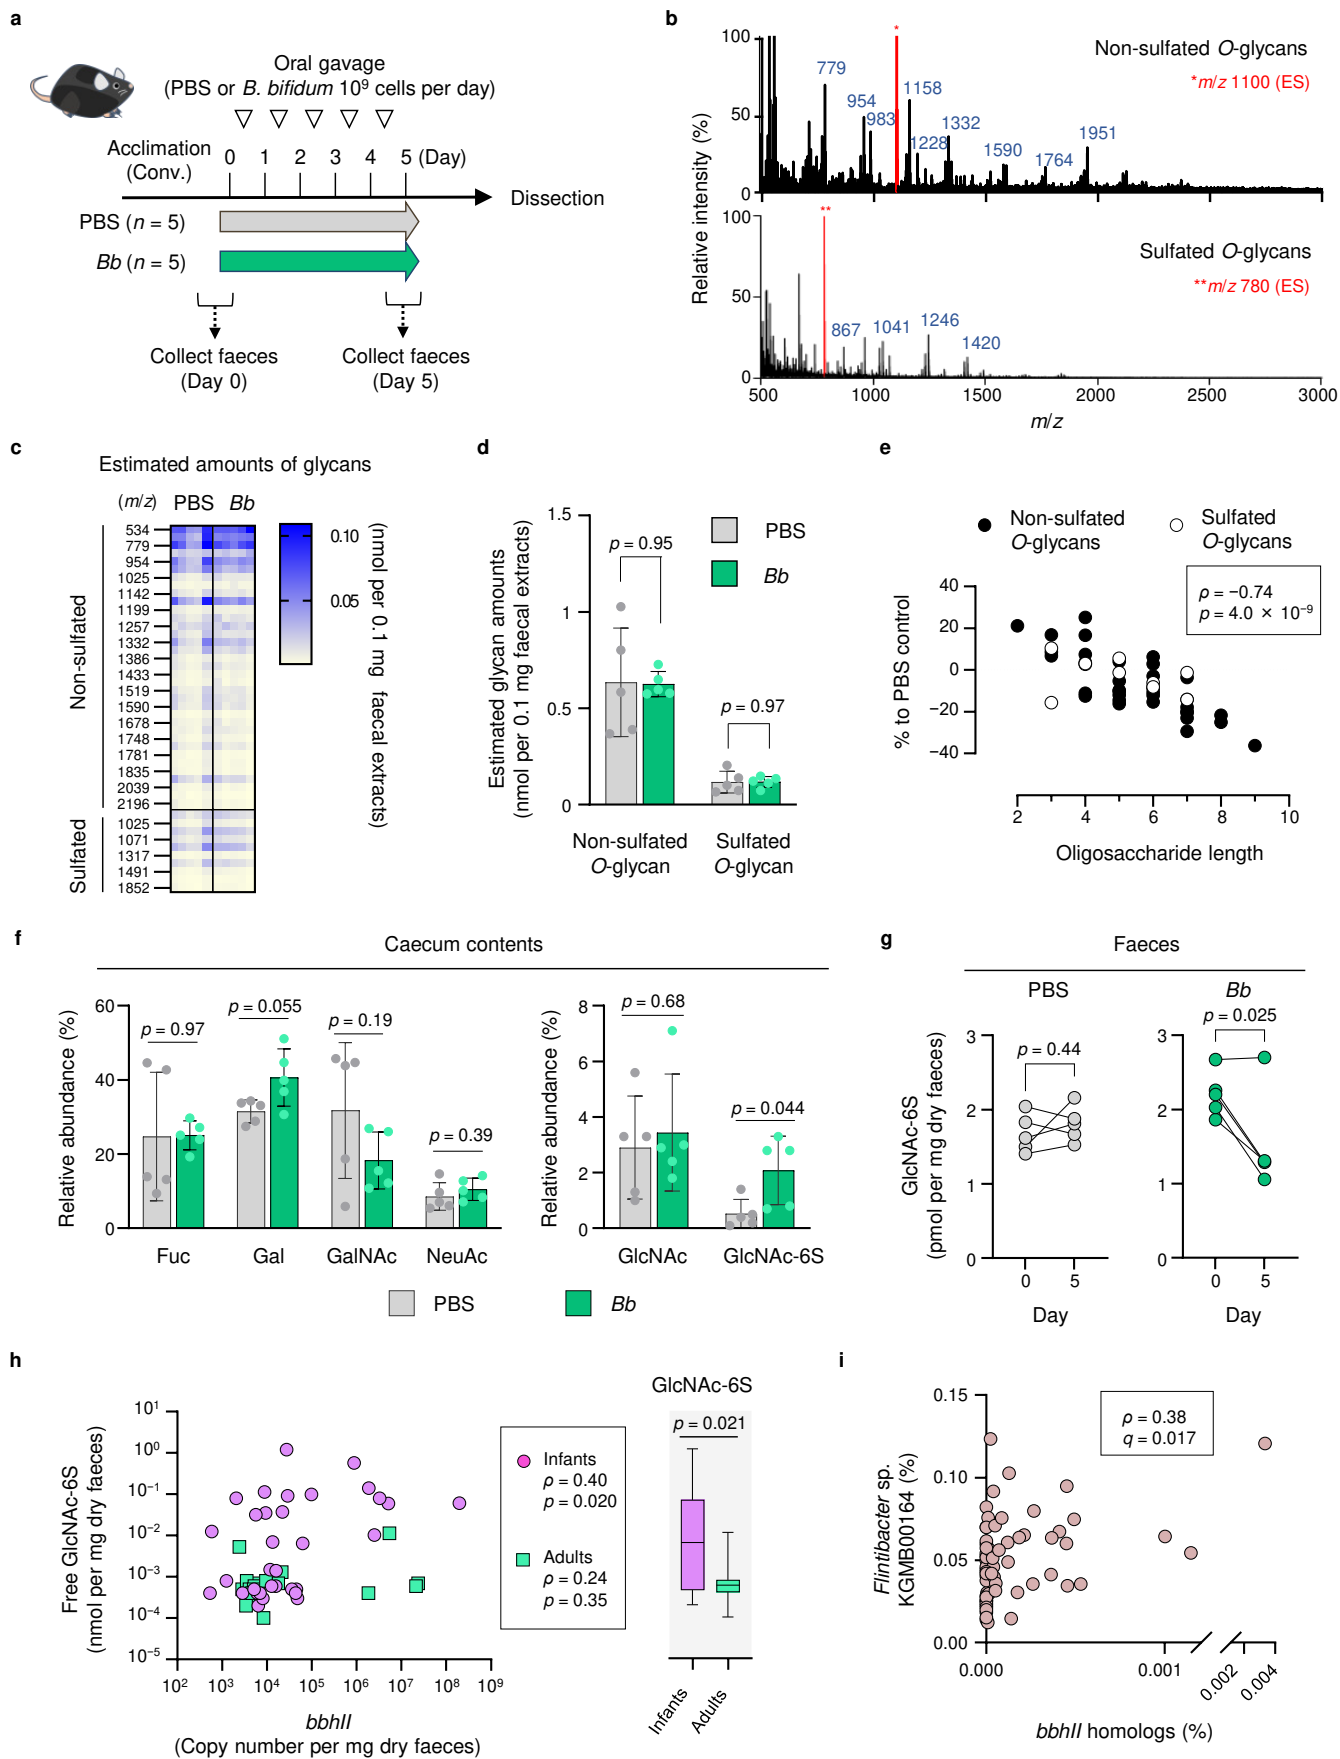 a
Oral gavage
(PBS or B. bifidum 10⁹ cells per day)
Acclimation
(Conv.)
0 1 2 3 4 5 (Day)
Dissection
PBS (n = 5)
Bb (n = 5)
Collect faeces
(Day 0)
Collect faeces
(Day 5)
b
Relative intensity (%)
100
50
0
*
779
954
983
1158
1228
1332
1590
1764
1951
Non-sulfated O-glycans
*m/z 1100 (ES)
100
50
0
**
867
1041
1246
1420
Sulfated O-glycans
**m/z 780 (ES)
500 1000 1500 2000 2500 3000
m/z
c
Estimated amounts of glycans
(m/z) PBS Bb
Non-sulfated
534
779
954
1025
1142
1199
1257
1332
1386
1433
1519
1590
1678
1748
1781
1835
2039
2196
Sulfated
1025
1071
1317
1491
1852
0.10
0.05
(nmol per 0.1 mg faecal extracts)
d
Estimated glycan amounts
(nmol per 0.1 mg faecal extracts)
1.5
1
0.5
0
p = 0.95
p = 0.97
PBS
Bb
Non-sulfated
O-glycan
Sulfated
O-glycan
e
Non-sulfated
O-glycans
Sulfated
O-glycans
ρ = −0.74
p = 4.0 × 10⁻⁹
% to PBS control
40
20
0
−20
−40
2 4 6 8 10
Oligosaccharide length
f
Caecum contents
Relative abundance (%)
60
40
20
0
p = 0.97
p = 0.055
p = 0.19
p = 0.39
Fuc Gal GalNAc NeuAc
Relative abundance (%)
8
6
4
2
0
p = 0.68
p = 0.044
GlcNAc GlcNAc-6S
PBS
Bb
g
Faeces
PBS
Bb
GlcNAc-6S
(pmol per mg dry faeces)
3
2
1
0
p = 0.44
0 5
Day
3
2
1
0
p = 0.025
0 5
Day
h
Free GlcNAc-6S
(nmol per mg dry faeces)
10¹
10⁰
10⁻¹
10⁻²
10⁻³
10⁻⁴
10⁻⁵
10² 10³ 10⁴ 10⁵ 10⁶ 10⁷ 10⁸ 10⁹
bbhII
(Copy number per mg dry faeces)
Infants
ρ = 0.40
p = 0.020
Adults
ρ = 0.24
p = 0.35
GlcNAc-6S
p = 0.021
Infants
Adults
i
Flintibacter sp.
KGMB00164 (%)
0.15
0.10
0.05
0.00
ρ = 0.38
q = 0.017
0.000 0.001 0.002 0.004
bbhII homologs (%)